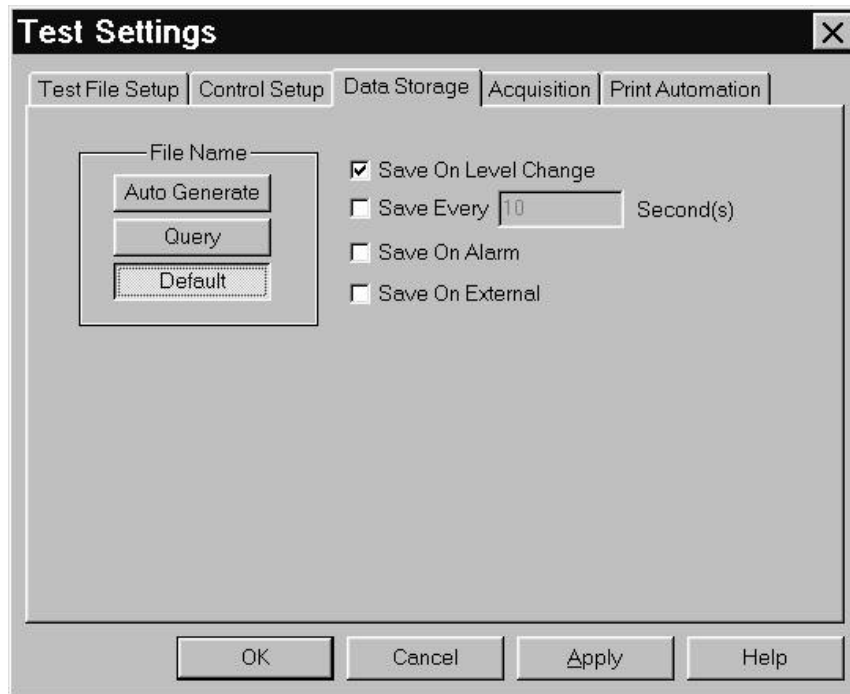 Test Settings
Test File Setup
Control Setup
Data Storage
Acquisition
Print Automation
File Name
Auto Generate
Query
Default
Save On Level Change
Save Every 10 Second(s)
Save On Alarm
Save On External
OK
Cancel
Apply
Help